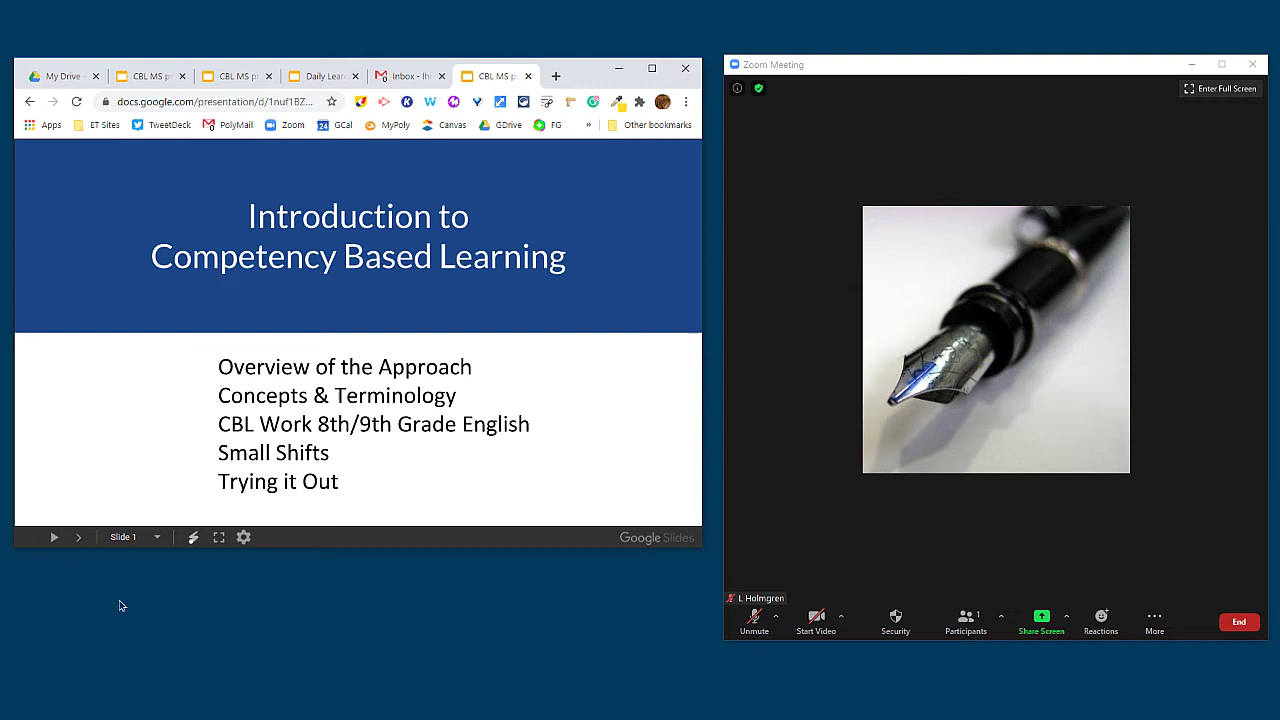 My Drive -
CBL MS p
CBL MS p
Daily Lear
Inbox - lh
CBL MS p
docs.google.com/presentation/d/1nuf1BZ...
Apps
ET Sites
TweetDeck
PolyMail
Zoom
24
GCal
MyPoly
Canvas
GDrive
FG
»
Other bookmarks
Introduction to
Competency Based Learning
Overview of the Approach
Concepts & Terminology
CBL Work 8th/9th Grade English
Small Shifts
Trying it Out
Slide 1
Google Slides
Zoom Meeting
Enter Full Screen
L Holmgren
Unmute
Start Video
Security
Participants
1
Share Screen
Reactions
More
End